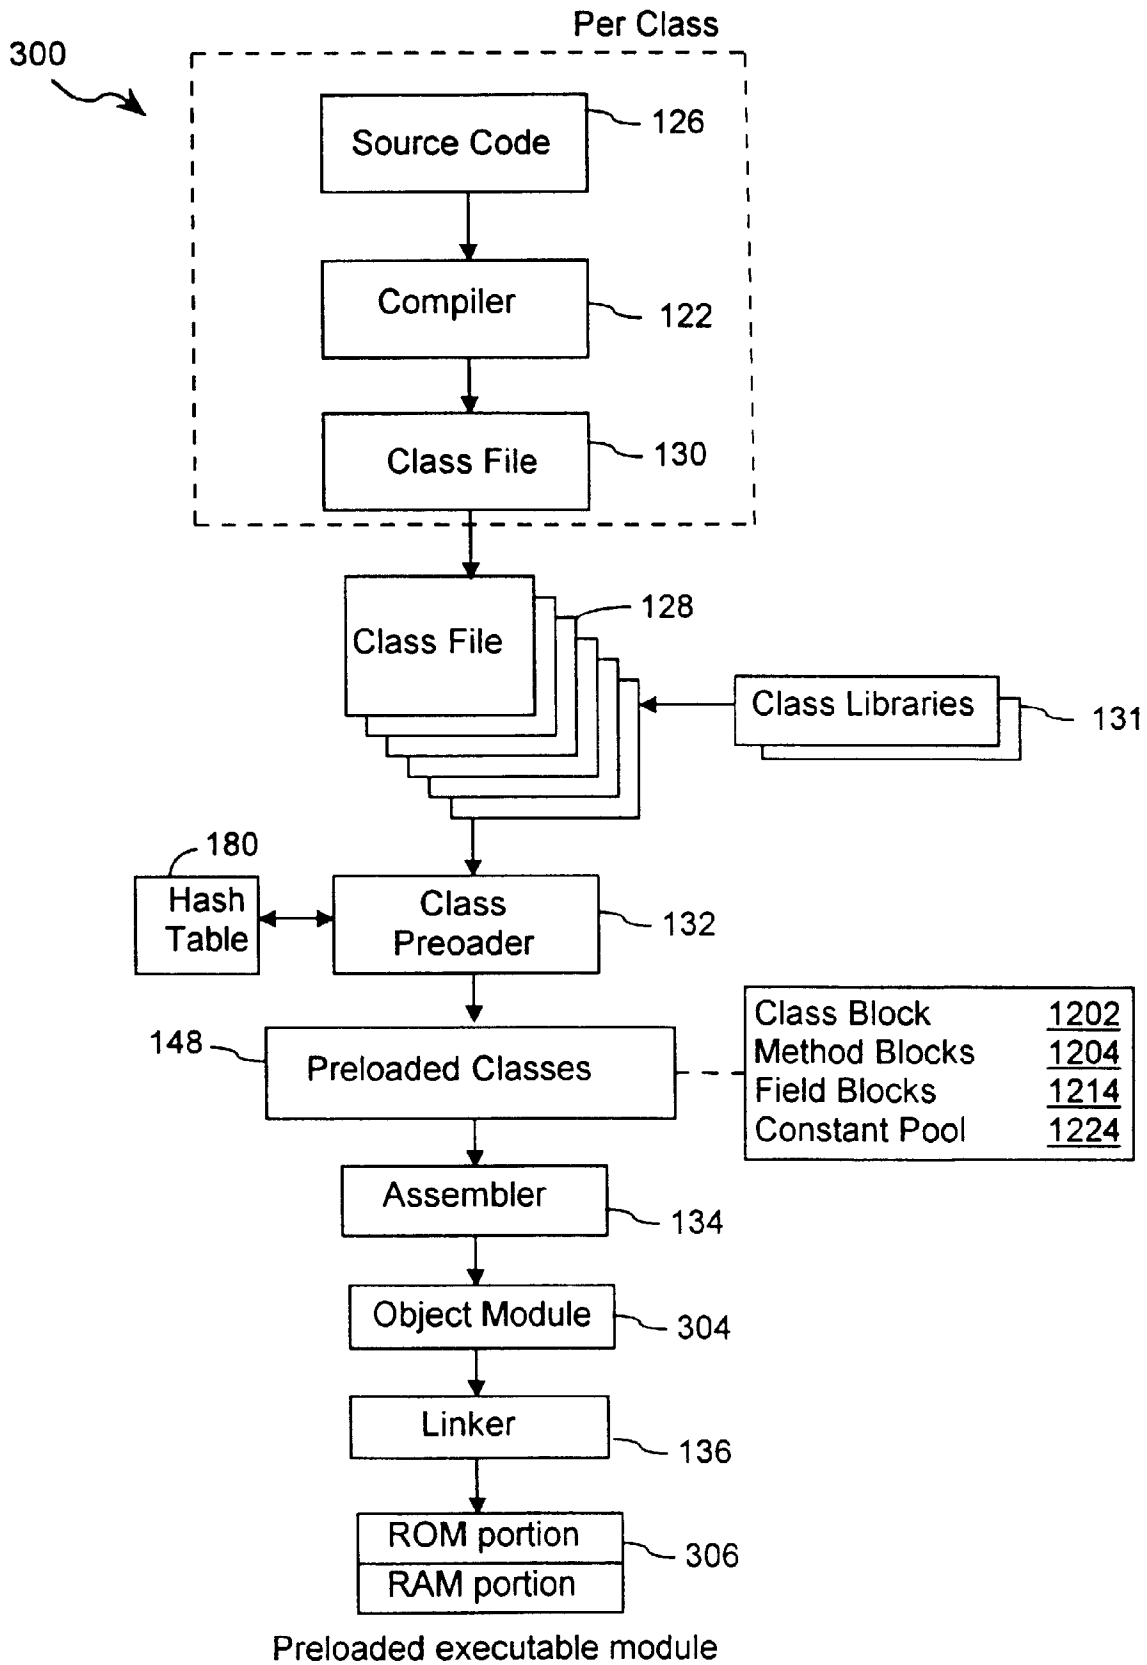 Per Class
300
Source Code
126
Compiler
122
Class File
130
Class File
128
Class Libraries
131
180
Hash
Table
Class
Preoader
132
148
Preloaded Classes
Class Block 1202
Method Blocks 1204
Field Blocks 1214
Constant Pool 1224
Assembler
134
Object Module
304
Linker
136
ROM portion
306
RAM portion
Preloaded executable module